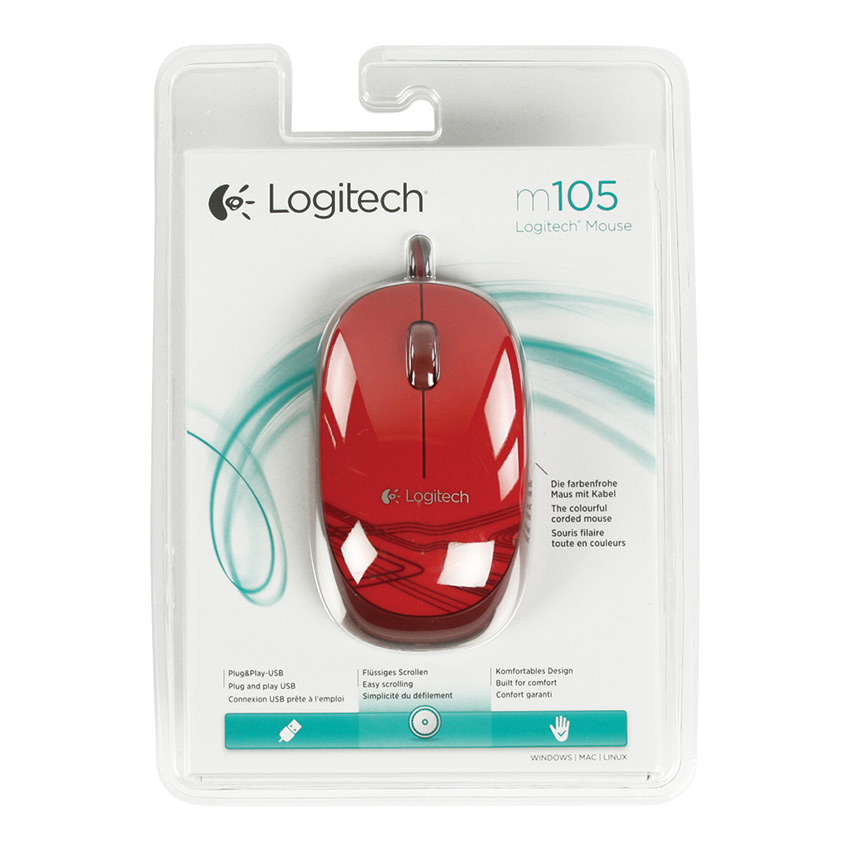 Logitech
m105
Logitech® Mouse
Logitech
Die farbenfrohe
Maus mit Kabel
The colourful
corded mouse
Souris filaire
toute en couleurs
Plug&Play-USB
Plug and play USB
Connexion USB prête à l'emploi
Flüssiges Scrollen
Easy scrolling
Simplicité du défilement
Komfortables Design
Built for comfort
Confort garanti
WINDOWS | MAC | LINUX